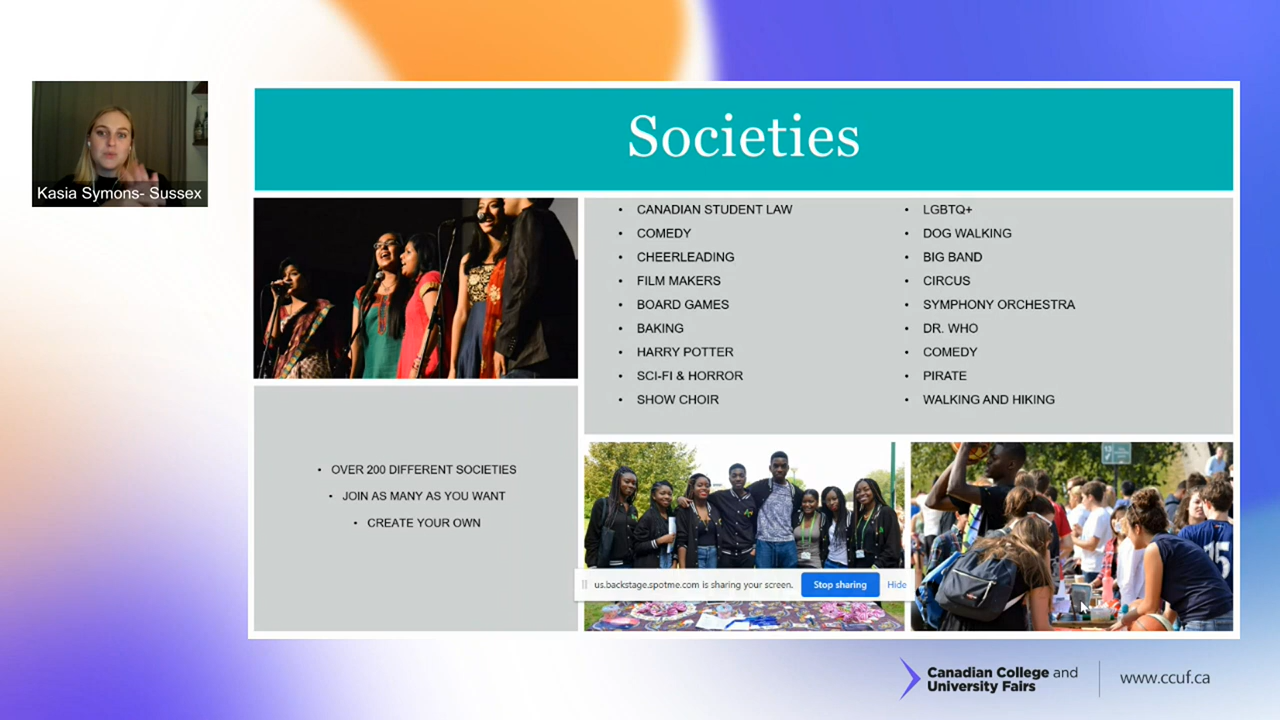 Societies
Kasia Symons- Sussex
CANADIAN STUDENT LAW
COMEDY
CHEERLEADING
FILM MAKERS
BOARD GAMES
BAKING
HARRY POTTER
SCI-FI & HORROR
SHOW CHOIR
LGBTQ+
DOG WALKING
BIG BAND
CIRCUS
SYMPHONY ORCHESTRA
DR. WHO
COMEDY
PIRATE
WALKING AND HIKING
OVER 200 DIFFERENT SOCIETIES
JOIN AS MANY AS YOU WANT
CREATE YOUR OWN
15
us.backstage.spotme.com is sharing your screen.
Stop sharing
Hide
Canadian College and
University Fairs
www.ccuf.ca